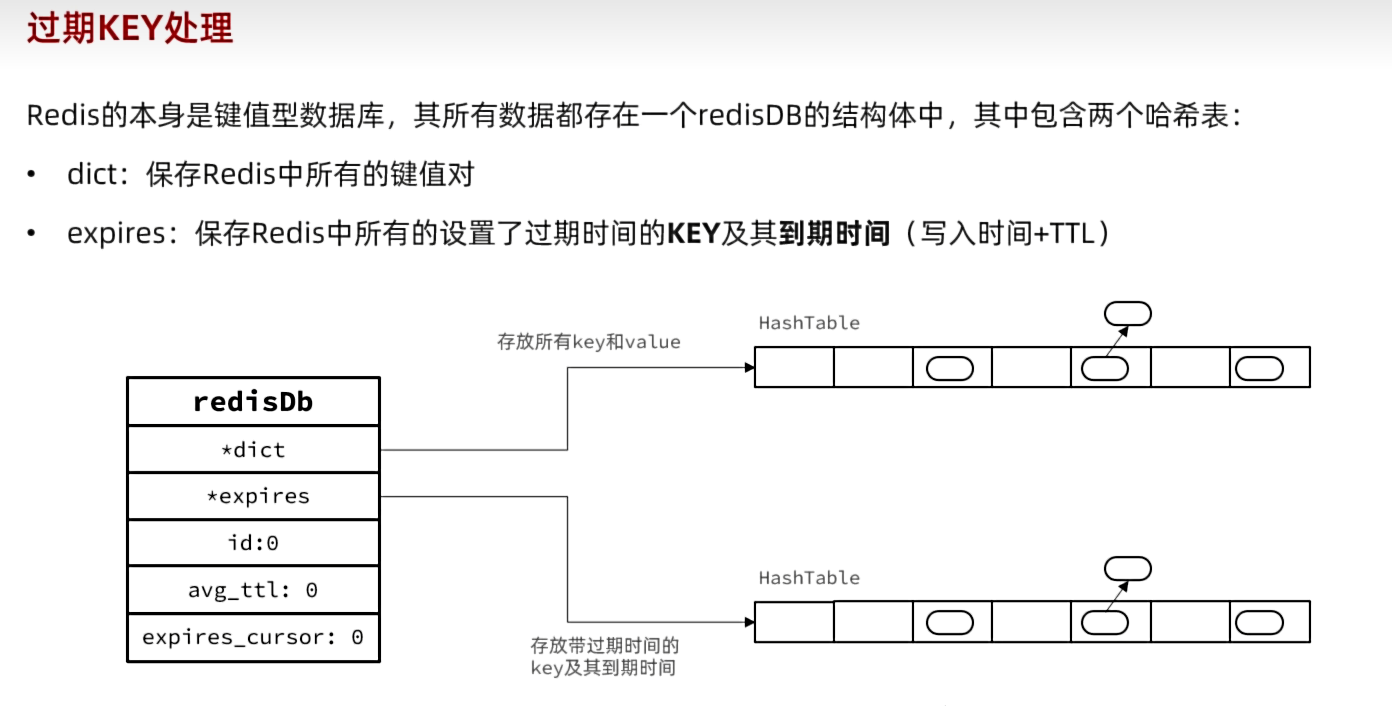 过期KEY处理
Redis的本身是键值型数据库，其所有数据都存在一个redisDB的结构体中，其中包含两个哈希表：
• dict：保存Redis中所有的键值对
• expires：保存Redis中所有的设置了过期时间的KEY及其到期时间（写入时间+TTL）
存放所有key和value
HashTable
redisDb
*dict
*expires
id:0
avg_ttl: 0
expires_cursor: 0
HashTable
存放带过期时间的
key及其到期时间